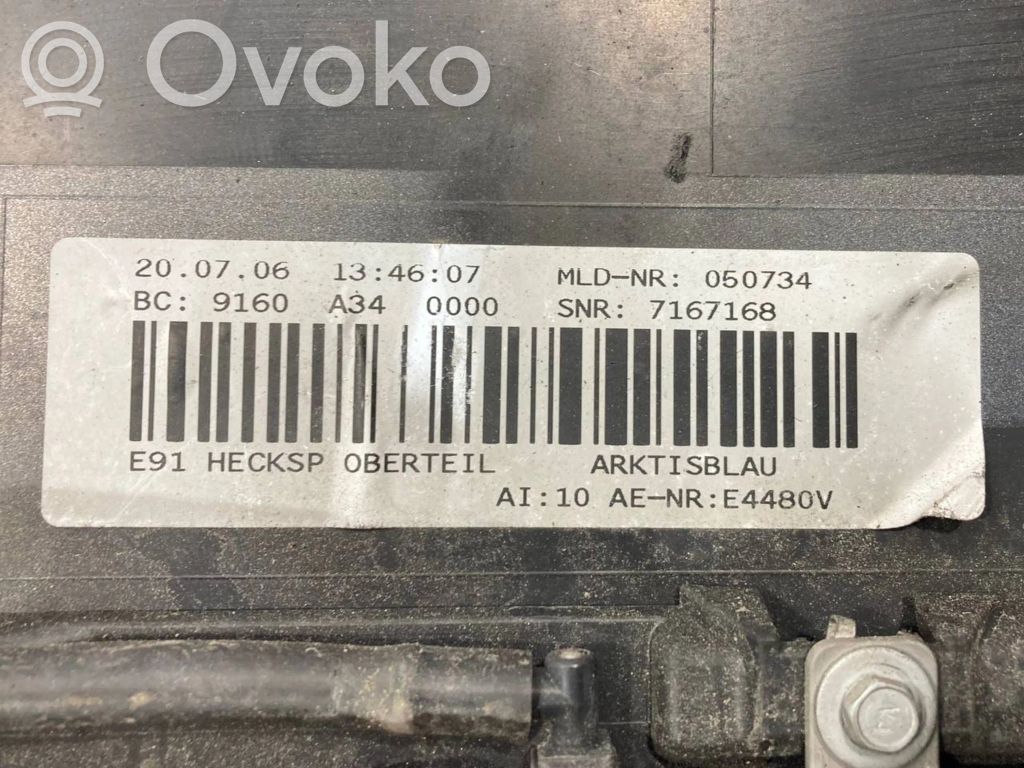 Ovoko
20.07.06 13:46:07 MLD-NR: 050734
BC: 9160 A34 0000 SNR: 7167168
E91 HECKSP OBERTEIL ARKTISBLAU
AI:10 AE-NR:E4480V